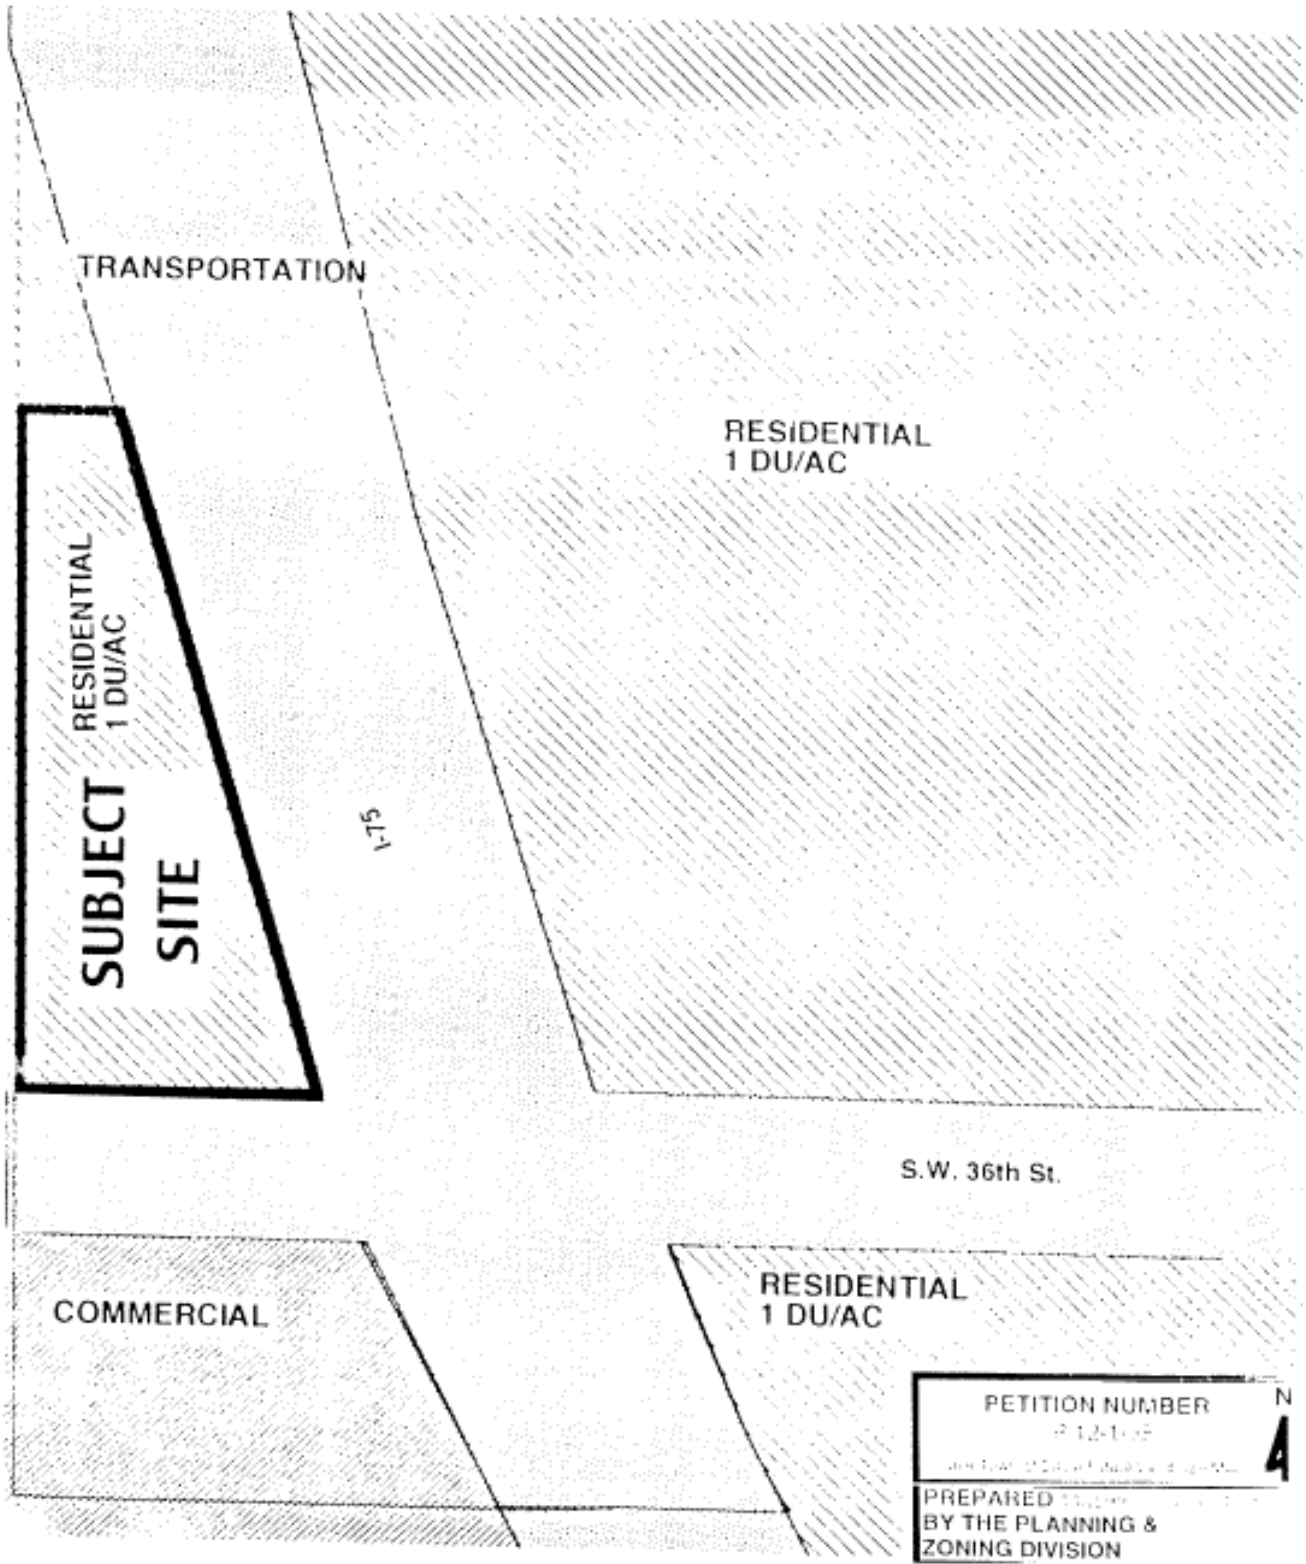 TRANSPORTATION
RESIDENTIAL
1 DU/AC
RESIDENTIAL
1 DU/AC
SUBJECT
SITE
I-75
S.W. 36th St.
COMMERCIAL
RESIDENTIAL
1 DU/AC
PETITION NUMBER
N
PREPARED
BY THE PLANNING &
ZONING DIVISION